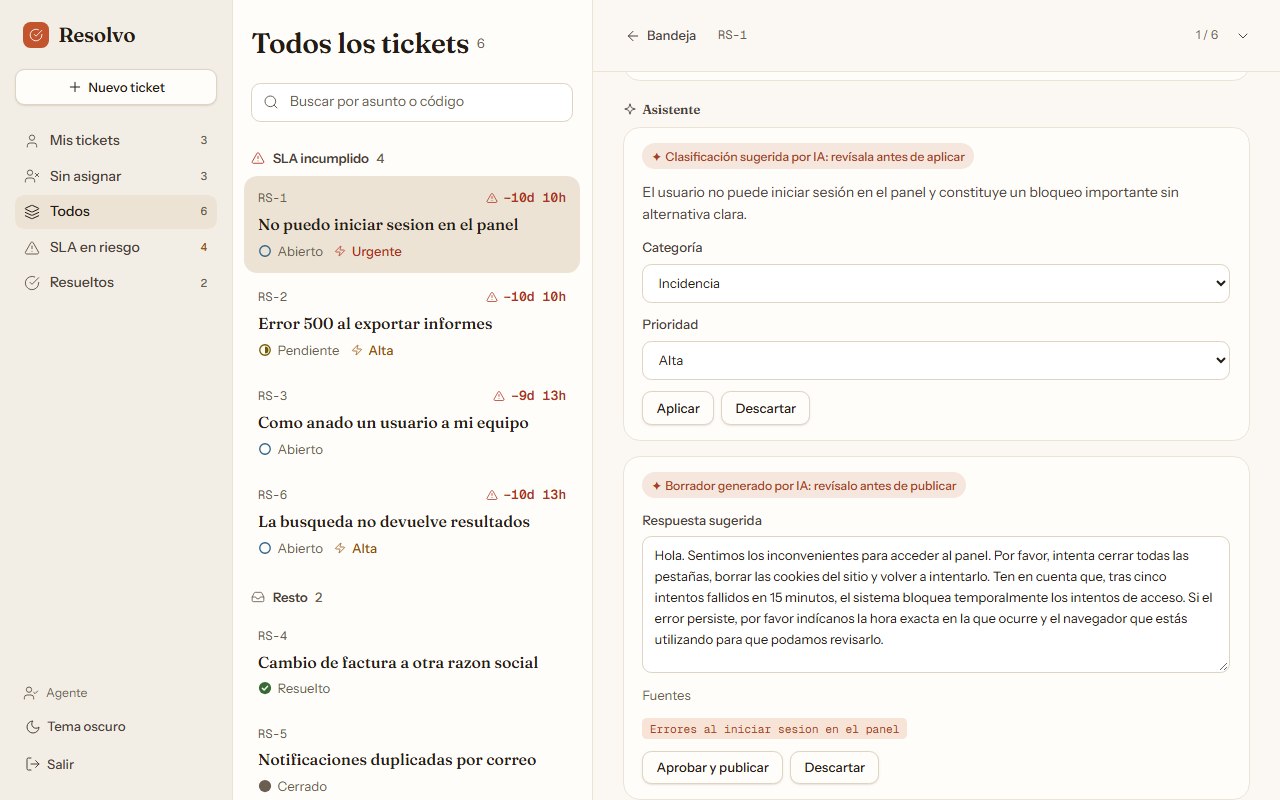 Resolvo
Nuevo ticket
Mis tickets 3
Sin asignar 3
Todos 6
SLA en riesgo 4
Resueltos 2
Agente
Tema oscuro
Salir
Todos los tickets 6
Buscar por asunto o código
SLA incumplido 4
RS-1 −10d 10h
No puedo iniciar sesion en el panel
Abierto Urgente
RS-2 −10d 10h
Error 500 al exportar informes
Pendiente Alta
RS-3 −9d 13h
Como anado un usuario a mi equipo
Abierto
RS-6 −10d 13h
La busqueda no devuelve resultados
Abierto Alta
Resto 2
RS-4
Cambio de factura a otra razon social
Resuelto
RS-5
Notificaciones duplicadas por correo
Cerrado
Bandeja RS-1 1 / 6
Asistente
✦ Clasificación sugerida por IA: revísala antes de aplicar
El usuario no puede iniciar sesión en el panel y constituye un bloqueo importante sin
alternativa clara.
Categoría
Incidencia
Prioridad
Alta
Aplicar Descartar
✦ Borrador generado por IA: revísalo antes de publicar
Respuesta sugerida
Hola. Sentimos los inconvenientes para acceder al panel. Por favor, intenta cerrar todas las
pestañas, borrar las cookies del sitio y volver a intentarlo. Ten en cuenta que, tras cinco
intentos fallidos en 15 minutos, el sistema bloquea temporalmente los intentos de acceso. Si el
error persiste, por favor indícanos la hora exacta en la que ocurre y el navegador que estás
utilizando para que podamos revisarlo.
Fuentes
Errores al iniciar sesion en el panel
Aprobar y publicar Descartar